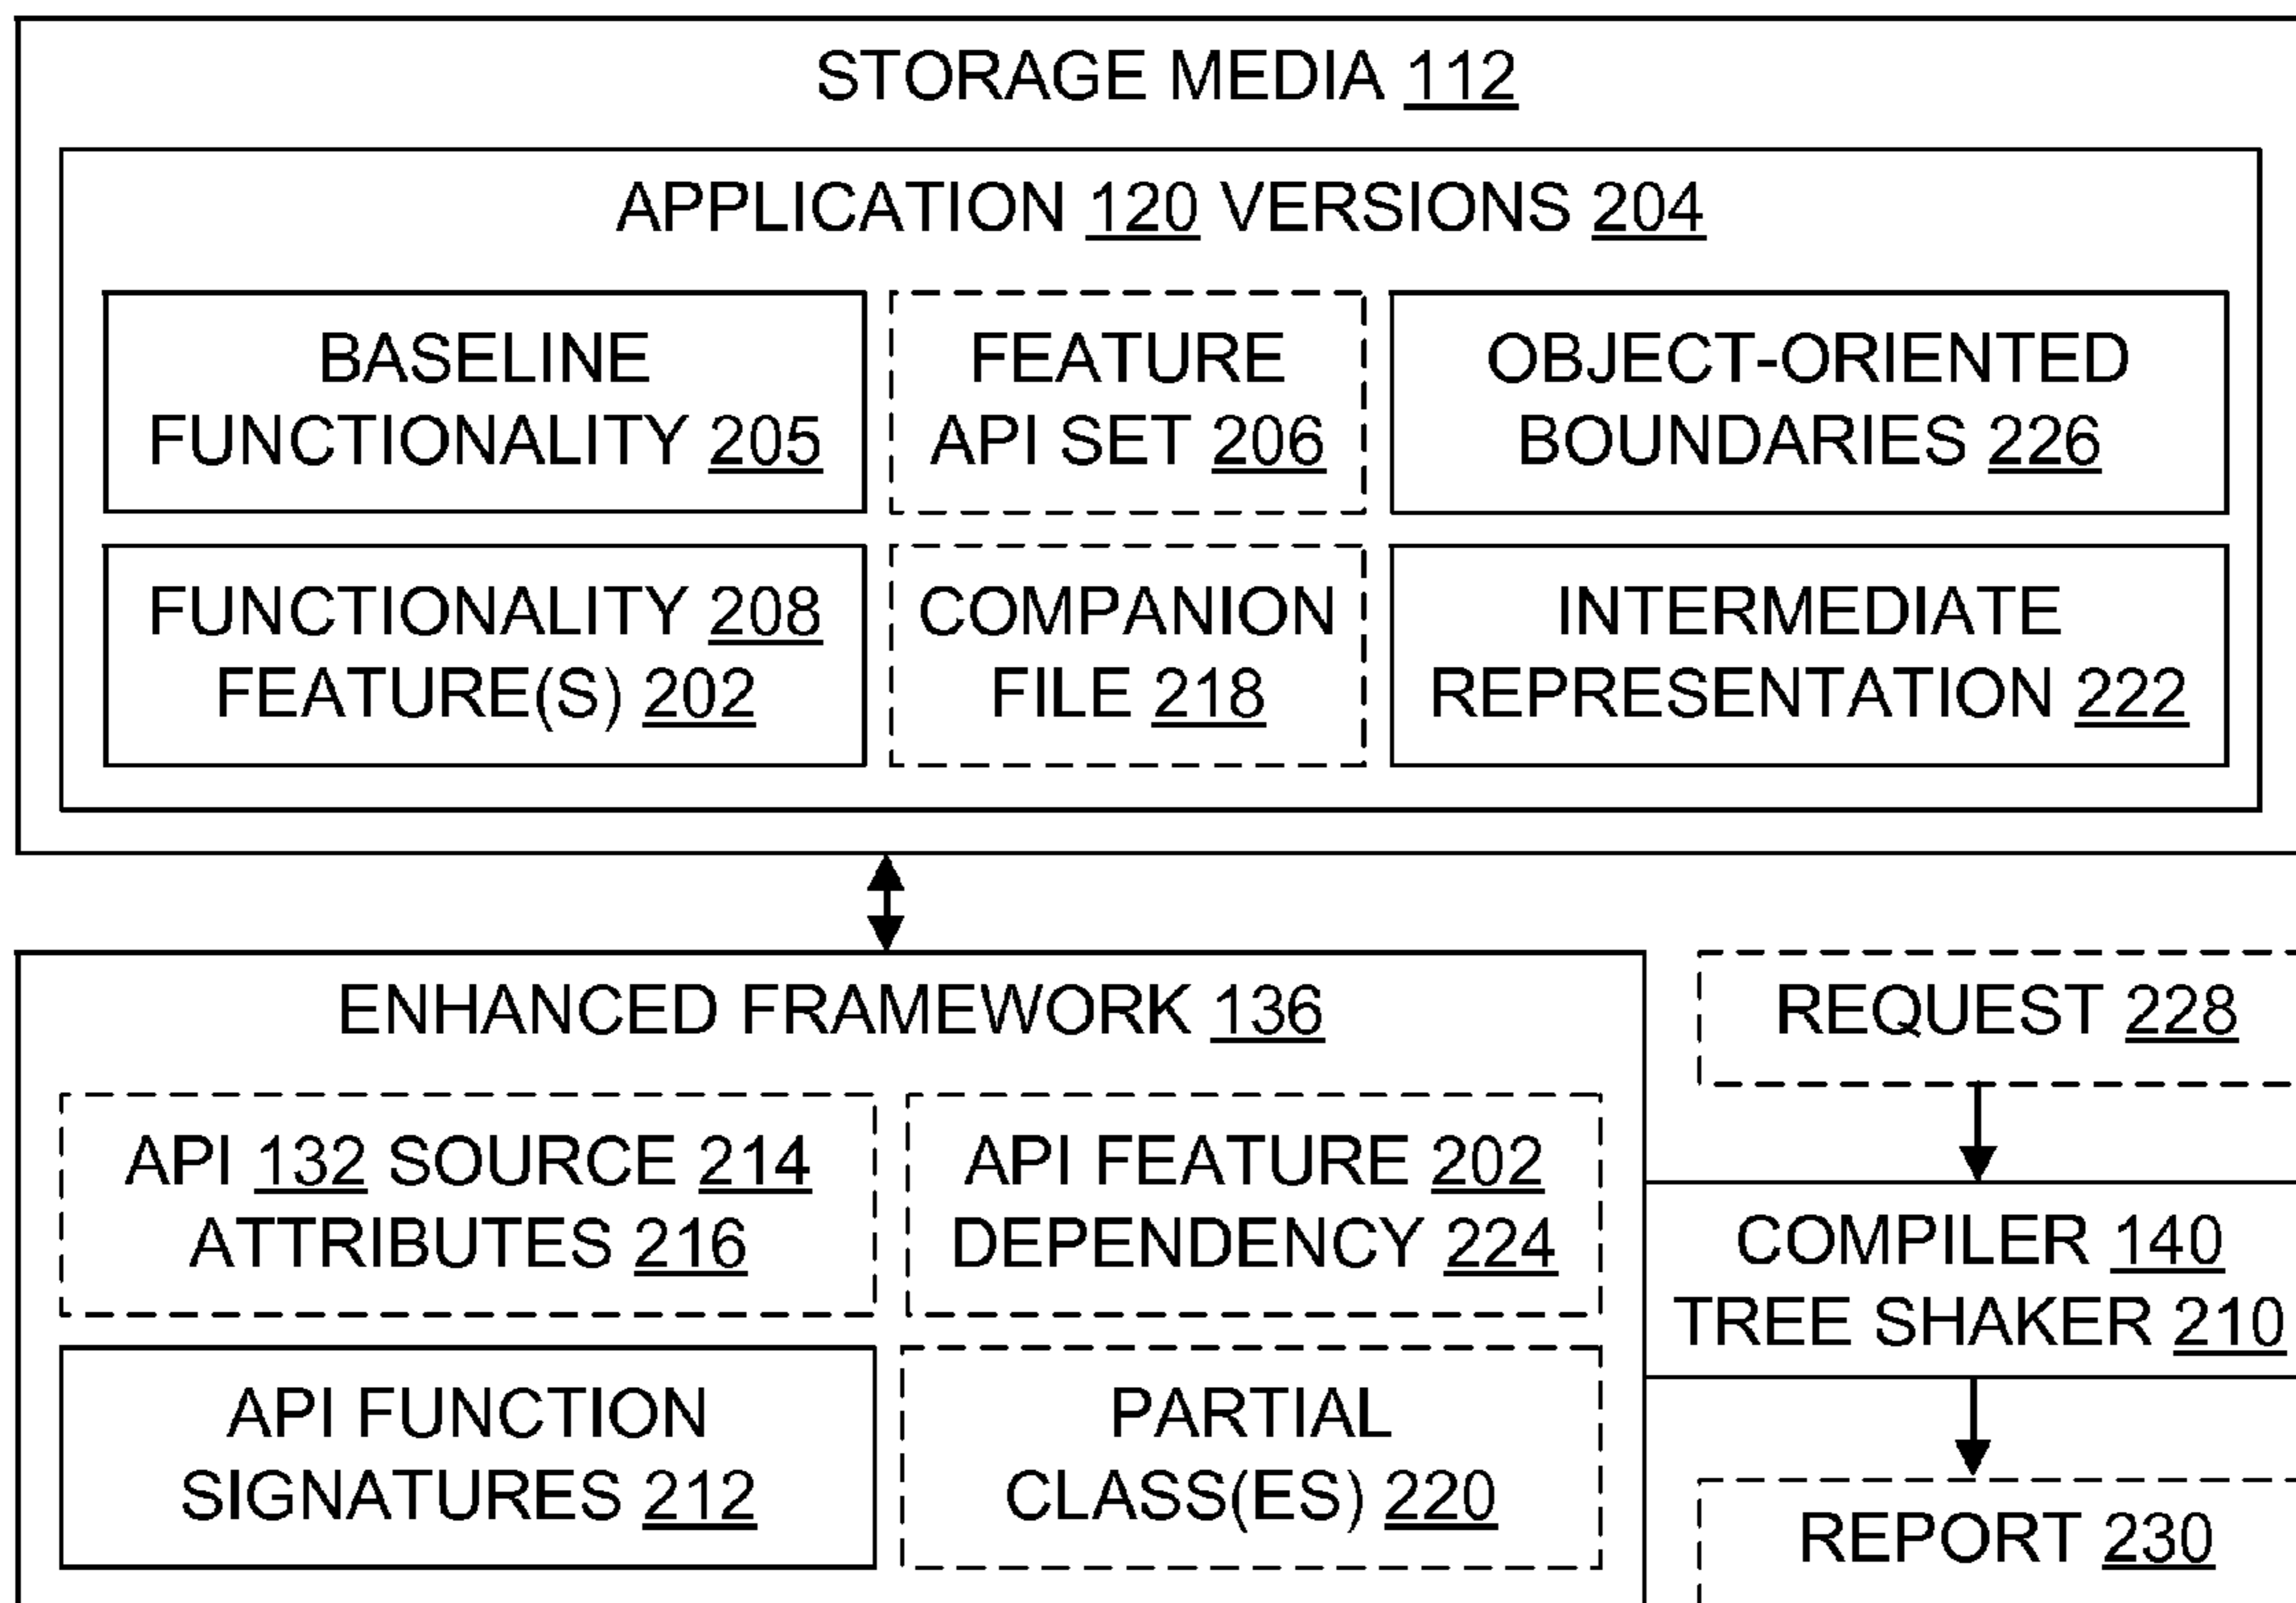 STORAGE MEDIA 112
APPLICATION 120 VERSIONS 204
BASELINE
FUNCTIONALITY 205
FEATURE
API SET 206
OBJECT-ORIENTED
BOUNDARIES 226
FUNCTIONALITY 208
FEATURE(S) 202
COMPANION
FILE 218
INTERMEDIATE
REPRESENTATION 222
ENHANCED FRAMEWORK 136
API 132 SOURCE 214
ATTRIBUTES 216
API FEATURE 202
DEPENDENCY 224
API FUNCTION
SIGNATURES 212
PARTIAL
CLASS(ES) 220
REQUEST 228
COMPILER 140
TREE SHAKER 210
REPORT 230